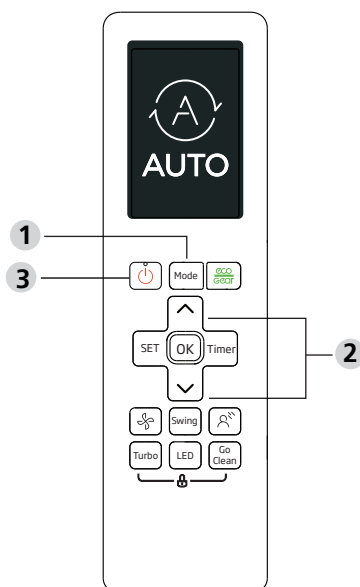 A
AUTO
1
3
Mode
eco
Gear
SET
OK
Timer
2
Swing
Turbo
LED
Go
Clean